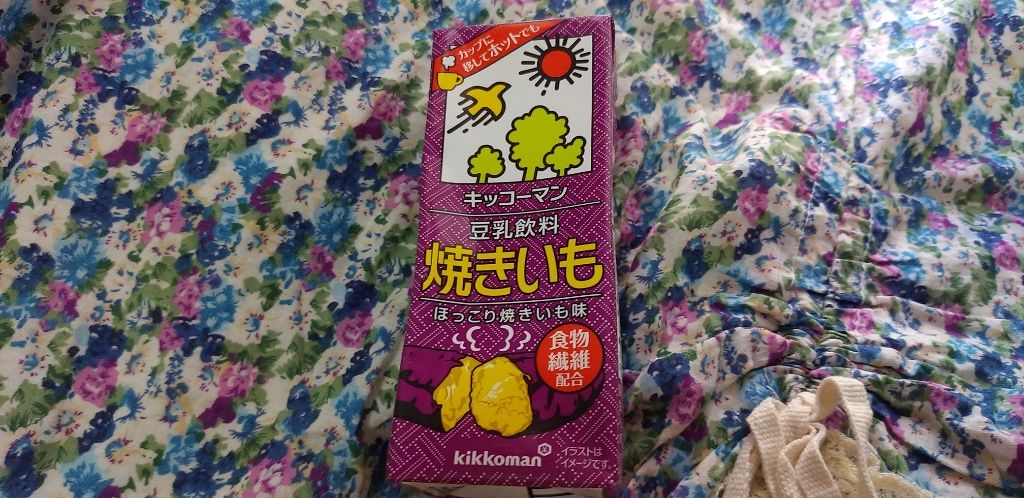 カップに
移してホットでも
キッコーマン
豆乳飲料
焼きいも
ほっこり焼きいも味
食物
繊維
配合
kikkoman
イラストは
イメージです。